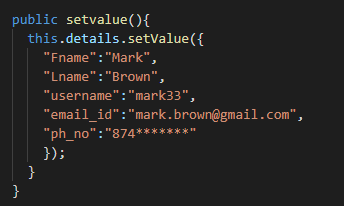 public setvalue(){
this.details.setValue({
"Fname":"Mark",
"Lname":"Brown",
"username":"mark33",
"email_id":"mark.brown@gmail.com",
"ph_no":"874*******"
});
}
}